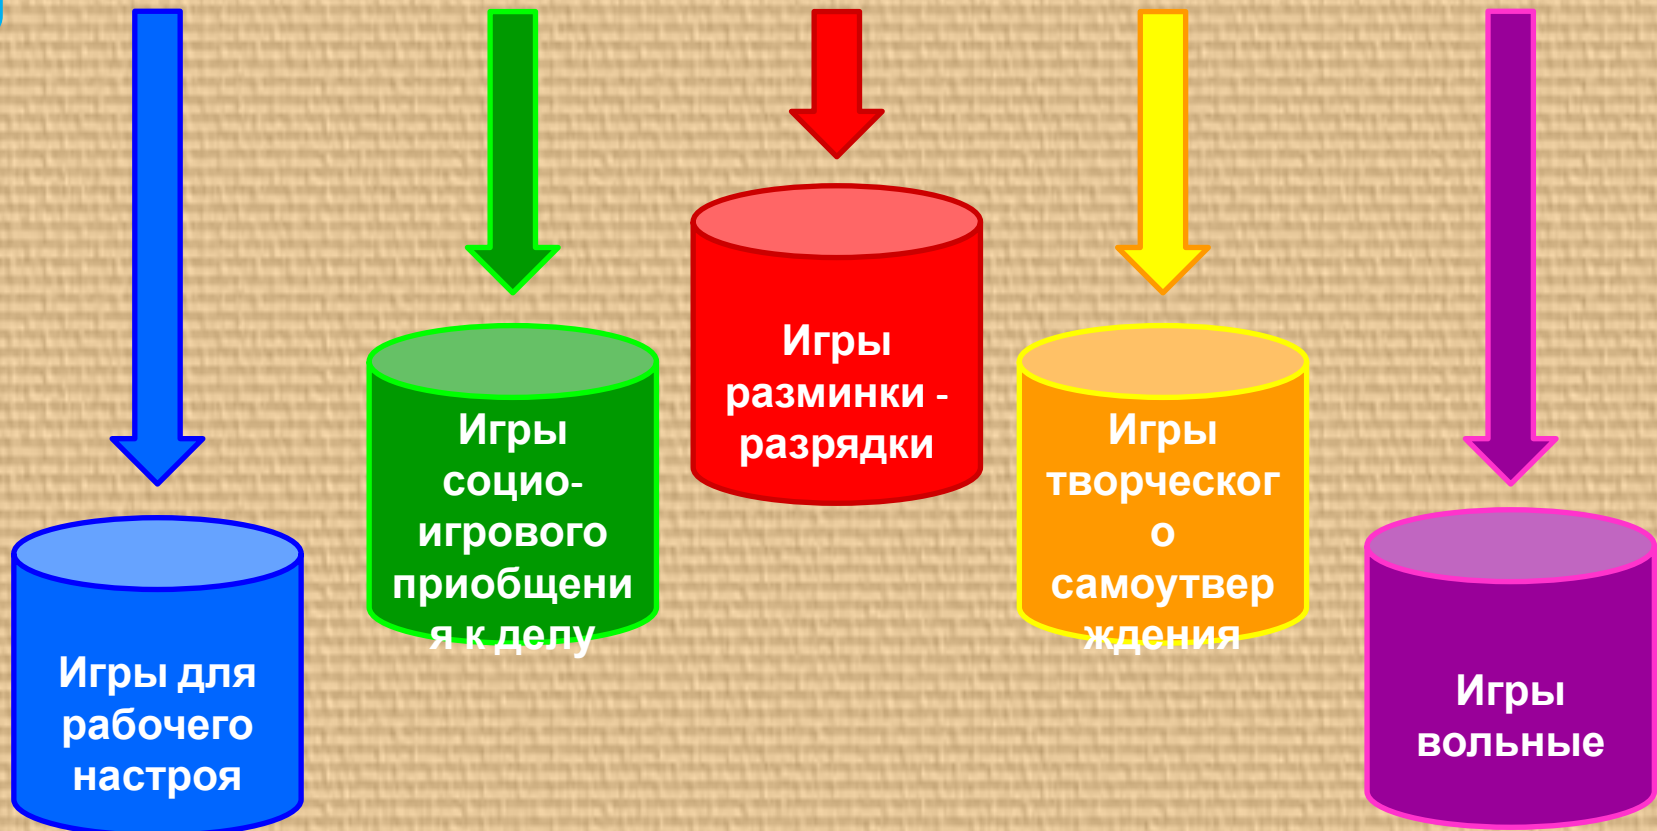 Игры для
рабочего
настроя
Игры
социо-
игрового
приобщени
я к делу
Игры
разминки -
разрядки
Игры
творческог
о
самоутвер
ждения
Игры
вольные